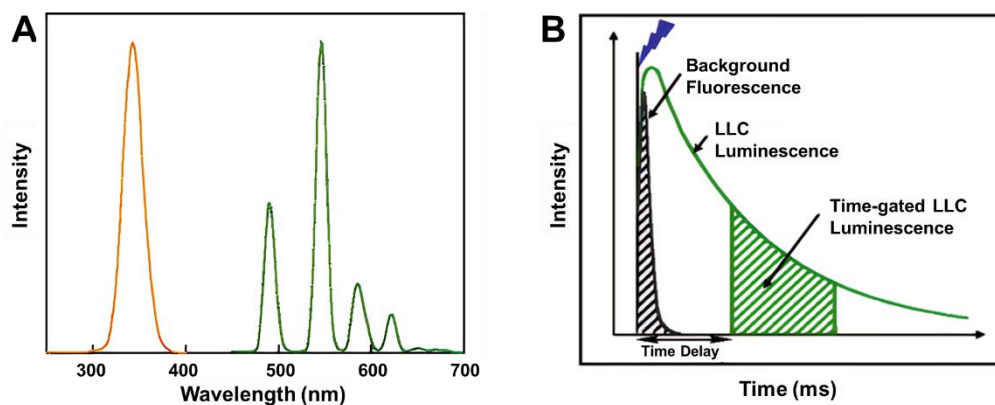 A
Intensity
300
400
500
600
700
Wavelength (nm)
B
Intensity
Background
Fluorescence
LLC
Luminescence
Time-gated LLC
Luminescence
Time Delay
Time (ms)